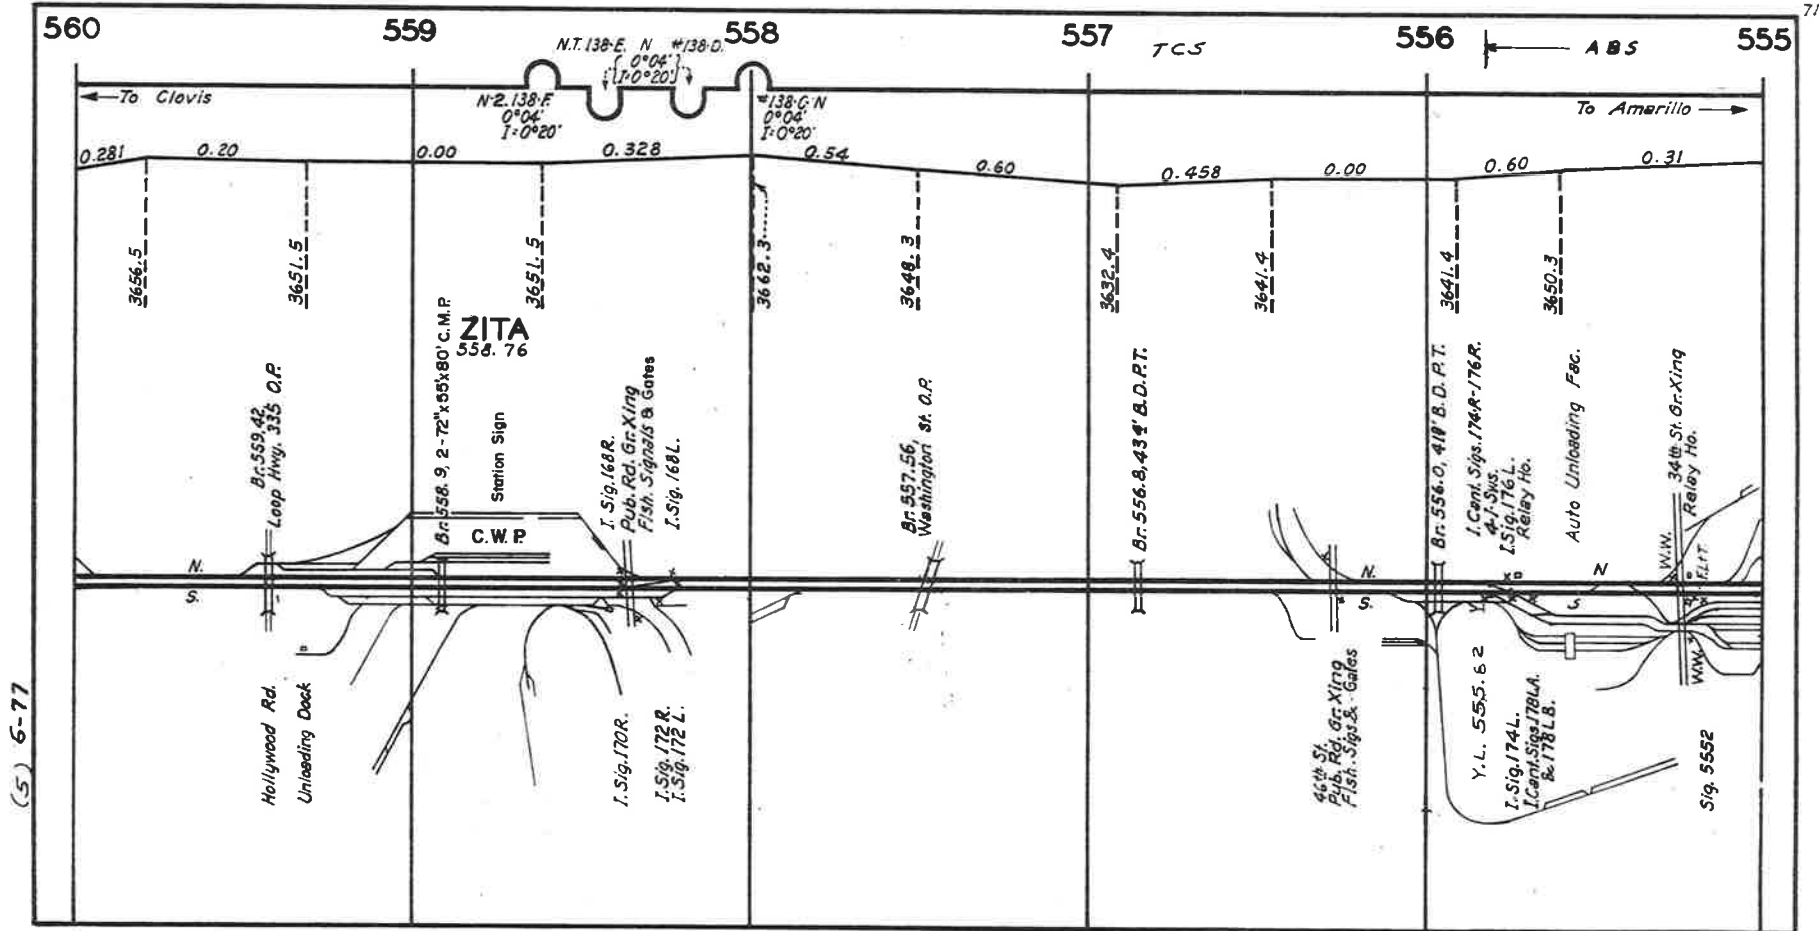 71
560
559
558
557
556
555
TCS
ABS
N.T. 138-E. N #138-D.
0°04'
I=0°20'
N-2.138-F.
0°04'
I=0°20'
138-C N
0°04'
I=0°20'
To Clovis
To Amarillo
0.281
0.20
0.00
0.328
0.54
0.60
0.458
0.00
0.60
0.31
3656.5
3651.5
3651.5
3662.3
3648.3
3632.4
3641.4
3641.4
3650.3
ZITA
558.76
Br. 559.42,
Loop Hwy. 335 O.P.
Br. 558.9, 2-72"x55'x80' C.M.P.
Station Sign
C.W.P.
I. Sig. 168R.
Pub. Rd. Gr. Xing
Flsh. Signals & Gates
I. Sig. 168L.
Br. 557.56,
Washington St. O.P.
Br. 556.8, 434' B.D.P.T.
Br. 556.0, 419' B.D.P.T.
I. Cant. Sigs. 174R-176R.
4-I. Sws.
I. Sig. 176L.
Relay Ho.
Auto Unloading Fac.
34th St. Gr. Xing
Relay Ho.
W.W.
N.
S.
N.
S.
N
S
Y.
F.L.&T.
W.W.
Hollywood Rd.
Unloading Dock
I. Sig. 170R.
I. Sig. 172R.
I. Sig. 172L.
46th St.
Pub. Rd. Gr. Xing
Flsh. Sigs & Gates
Y.L. 555.62
I. Sig. 174L.
I. Cant. Sigs. 178LA.
& 178LB.
Sig. 5552
(5) 6-77